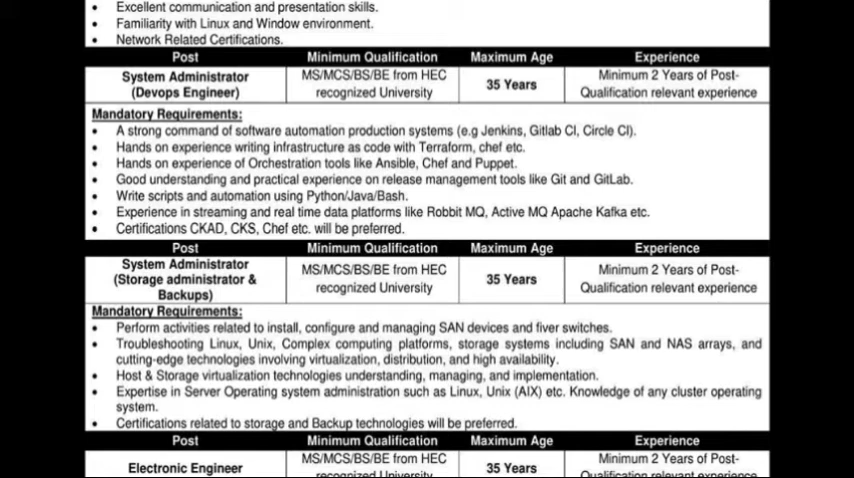 • Excellent communication and presentation skills.
• Familiarity with Linux and Window environment.
• Network Related Certifications.
Post Minimum Qualification Maximum Age Experience
System Administrator (Devops Engineer) MS/MCS/BS/BE from HEC recognized University 35 Years Minimum 2 Years of Post-Qualification relevant experience
Mandatory Requirements:
• A strong command of software automation production systems (e.g Jenkins, Gitlab CI, Circle CI).
• Hands on experience writing infrastructure as code with Terraform, chef etc.
• Hands on experience of Orchestration tools like Ansible, Chef and Puppet.
• Good understanding and practical experience on release management tools like Git and GitLab.
• Write scripts and automation using Python/Java/Bash.
• Experience in streaming and real time data platforms like Robbit MQ, Active MQ Apache Kafka etc.
• Certifications CKAD, CKS, Chef etc. will be preferred.
Post Minimum Qualification Maximum Age Experience
System Administrator (Storage administrator & Backups) MS/MCS/BS/BE from HEC recognized University 35 Years Minimum 2 Years of Post-Qualification relevant experience
Mandatory Requirements:
• Perform activities related to install, configure and managing SAN devices and fiver switches.
• Troubleshooting Linux, Unix, Complex computing platforms, storage systems including SAN and NAS arrays, and
cutting-edge technologies involving virtualization, distribution, and high availability.
• Host & Storage virtualization technologies understanding, managing, and implementation.
• Expertise in Server Operating system administration such as Linux, Unix (AIX) etc. Knowledge of any cluster operating
system.
• Certifications related to storage and Backup technologies will be preferred.
Post Minimum Qualification Maximum Age Experience
Electronic Engineer MS/MCS/BS/BE from HEC recognized University 35 Years Minimum 2 Years of Post-Qualification relevant experience